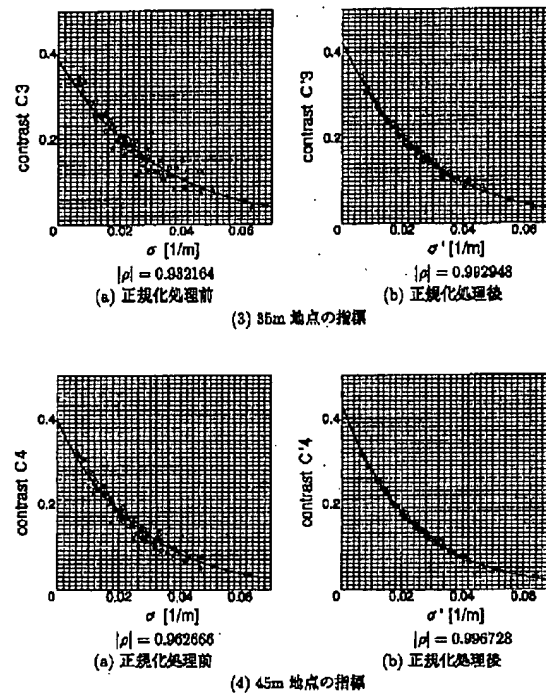 contrast C3
0.4
0.2
0
0.02
0.04
0.06
σ [1/m]
|ρ| = 0.932164
(a) 正規化処理前
contrast C'3
0.4
0.2
0
0.02
0.04
0.06
σ' [1/m]
|ρ| = 0.992948
(b) 正規化処理後
(3) 35m 地点の指標
contrast C4
0.4
0.2
0
0.02
0.04
0.06
σ [1/m]
|ρ| = 0.962666
(a) 正規化処理前
contrast C'4
0.4
0.2
0
0.02
0.04
0.06
σ' [1/m]
|ρ| = 0.996728
(b) 正規化処理後
(4) 45m 地点の指標